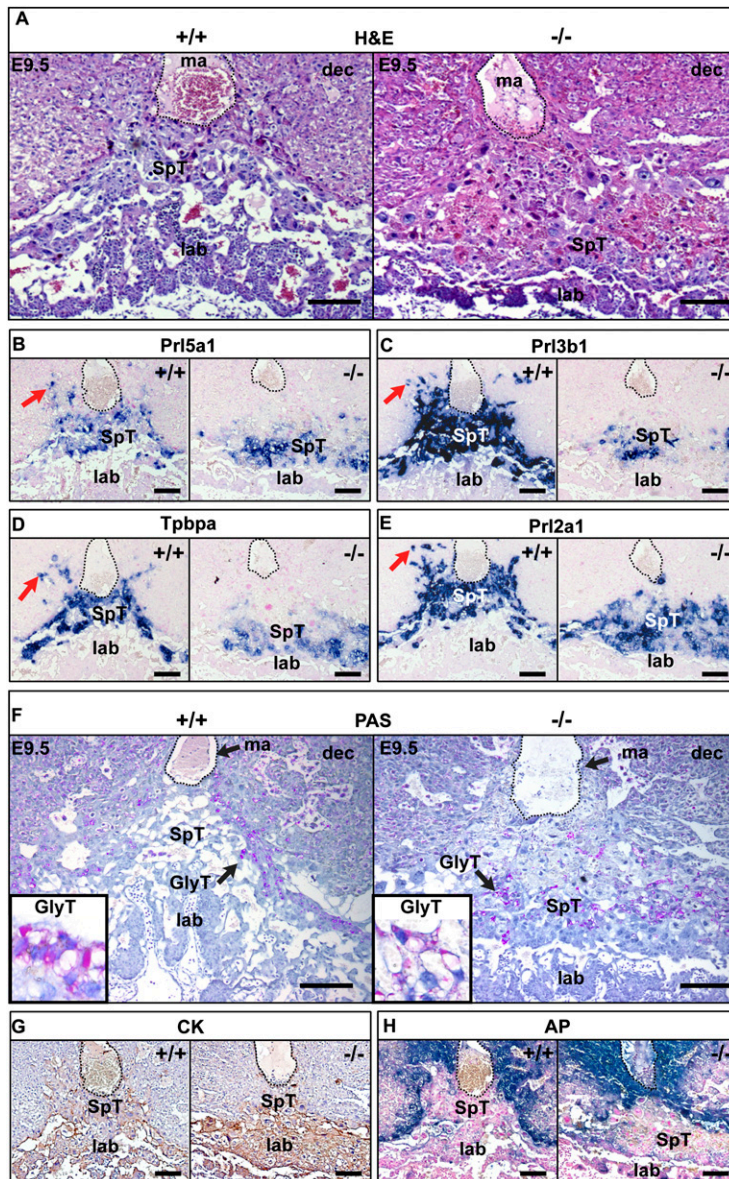 A
+/+ H&E -/-
E9.5 ma dec E9.5 ma
SpT
SpT
lab lab
B Prl5a1
+/+ -/-
SpT SpT
lab lab
C Prl3b1
+/+ -/-
SpT SpT
lab lab
D Tpbpa
+/+ -/-
SpT SpT
lab lab
E Prl2a1
+/+ -/-
SpT SpT
lab lab
F +/+ PAS -/-
E9.5 ma dec E9.5 ma dec
SpT
GlyT GlyT
SpT
lab
GlyT GlyT
lab
G CK
+/+ -/-
SpT SpT
lab lab
H AP
+/+ -/-
SpT SpT
lab lab